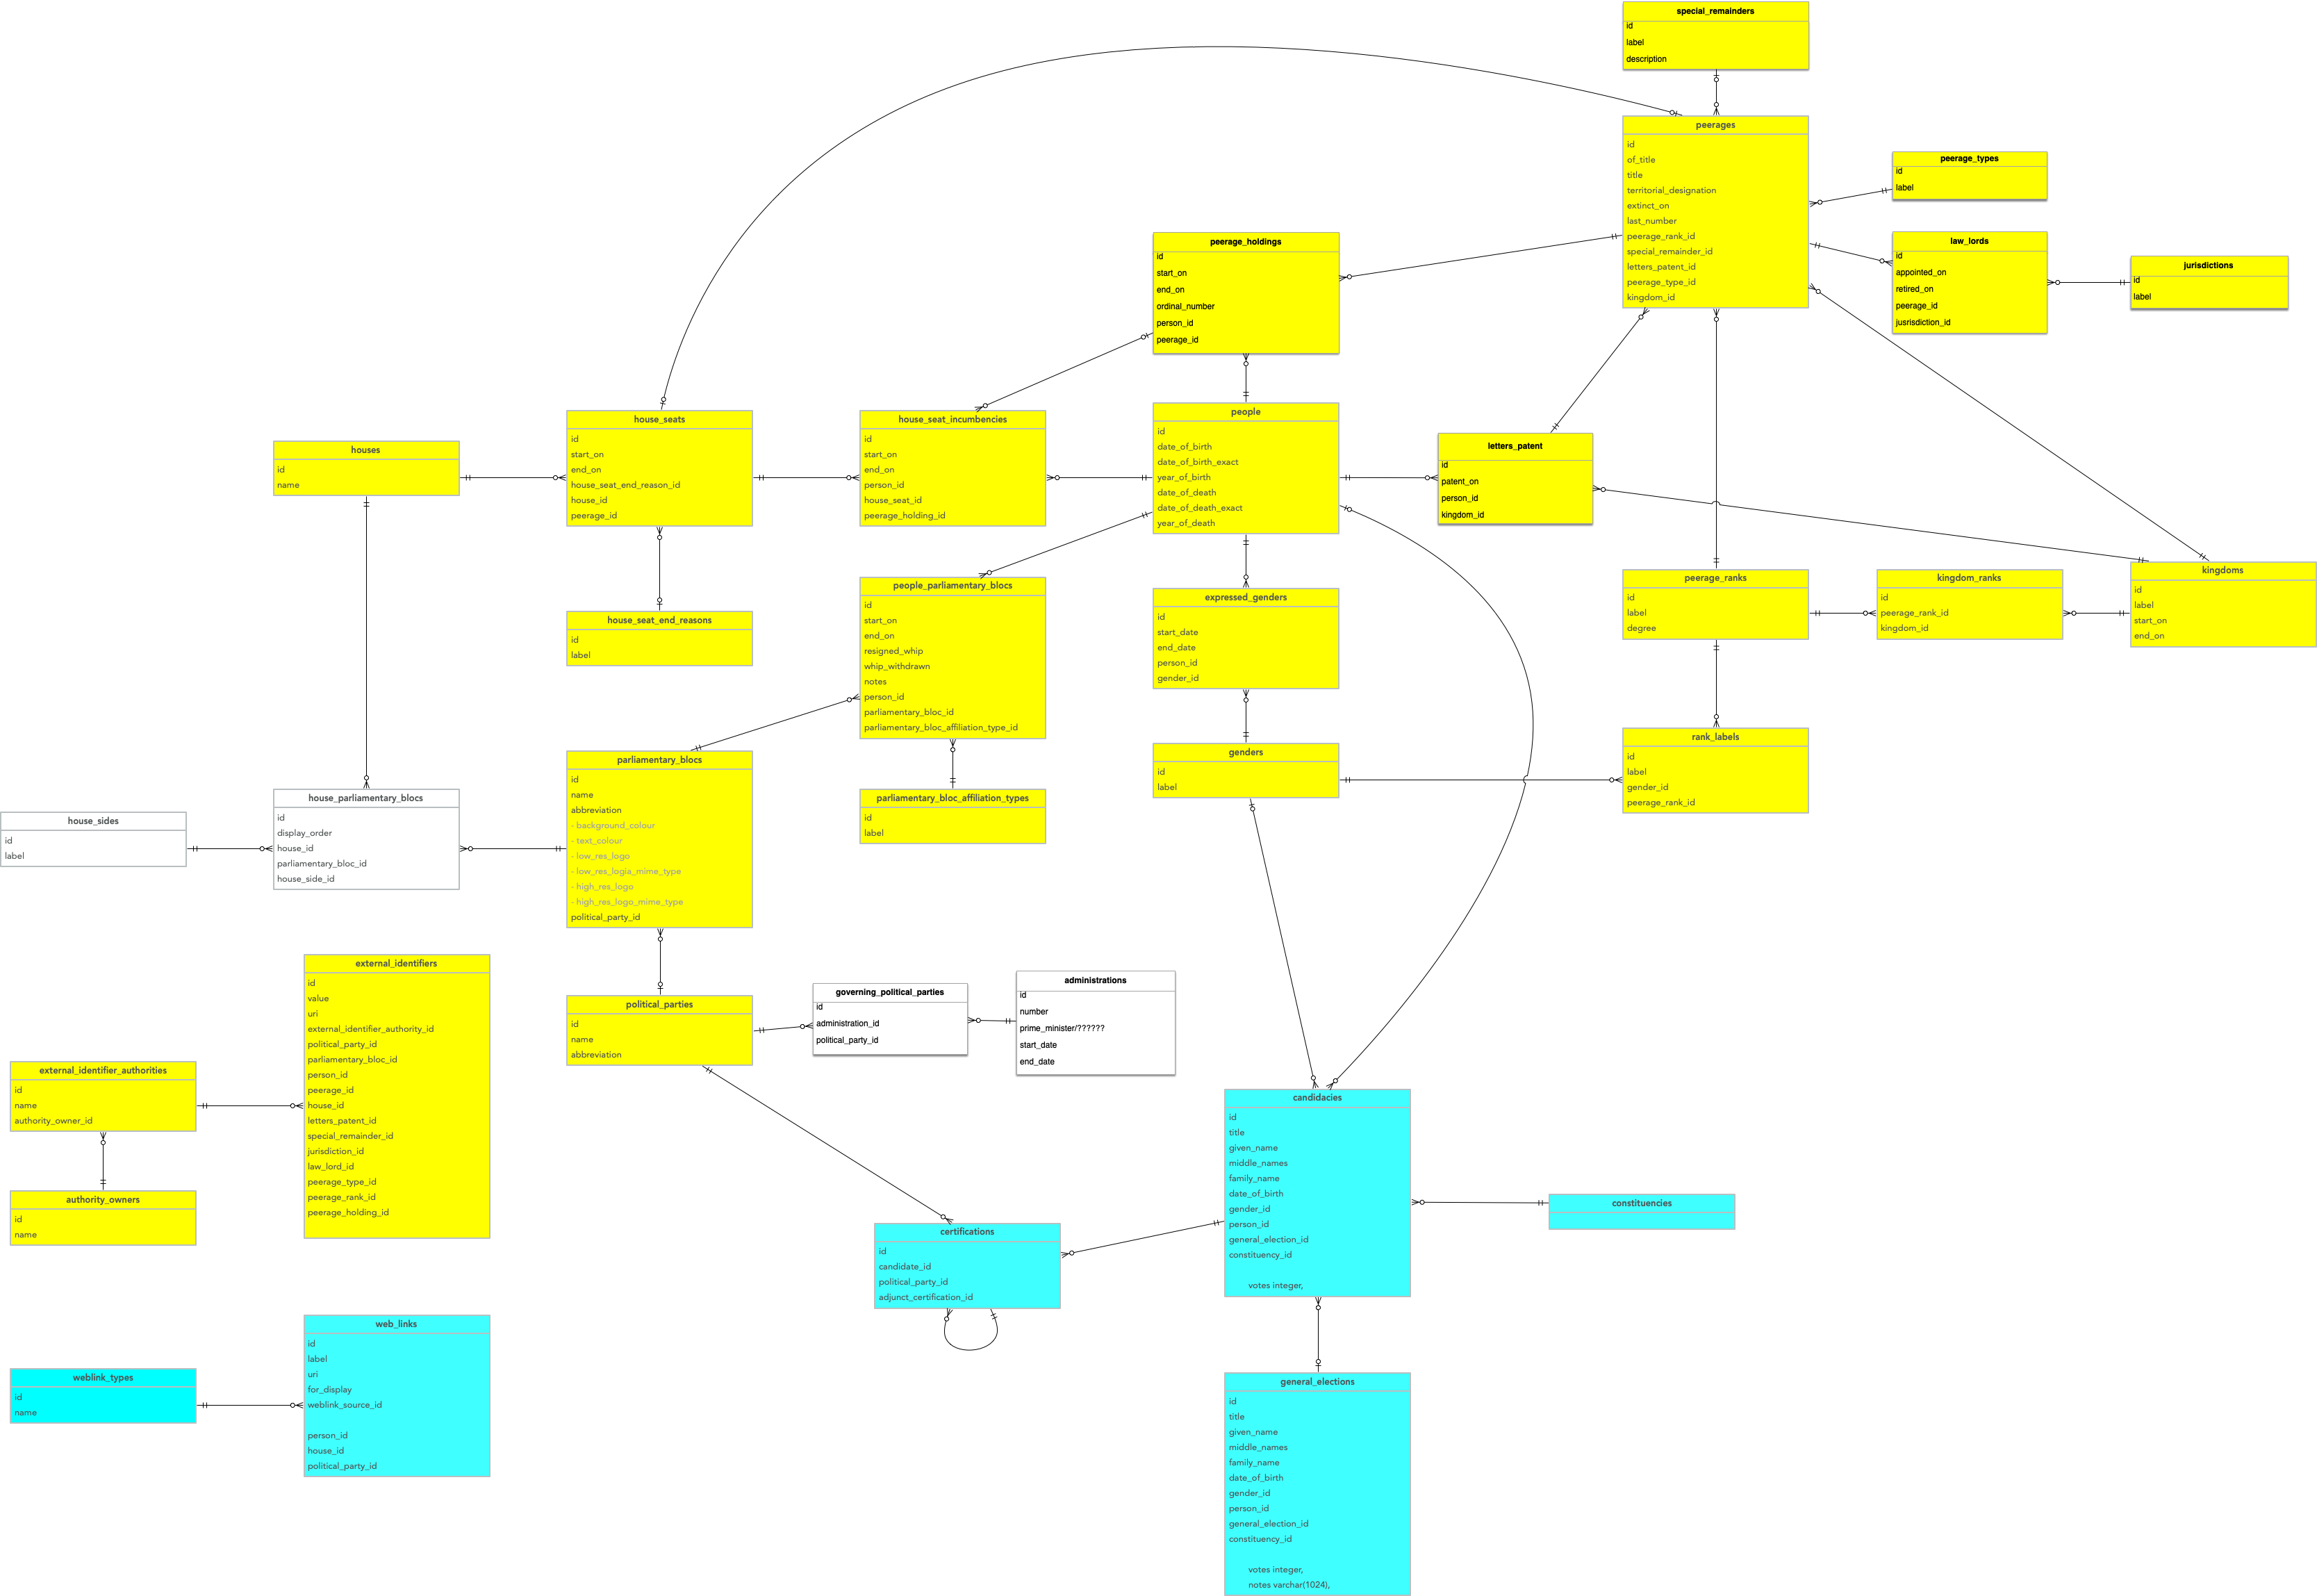 special_remainders
id
label
description
peerages
id
of_title
title
territorial_designation
extinct_on
last_number
peerage_rank_id
special_remainder_id
letters_patent_id
peerage_type_id
kingdom_id
peerage_types
id
label
law_lords
id
appointed_on
retired_on
peerage_id
jusrisdiction_id
jurisdictions
id
label
peerage_holdings
id
start_on
end_on
ordinal_number
person_id
peerage_id
houses
id
name
house_seats
id
start_on
end_on
house_seat_end_reason_id
house_id
peerage_id
house_seat_incumbencies
id
start_on
end_on
person_id
house_seat_id
peerage_holding_id
people
id
date_of_birth
date_of_birth_exact
year_of_birth
date_of_death
date_of_death_exact
year_of_death
letters_patent
id
patent_on
person_id
kingdom_id
house_seat_end_reasons
id
label
people_parliamentary_blocs
id
start_on
end_on
resigned_whip
whip_withdrawn
notes
person_id
parliamentary_bloc_id
parliamentary_bloc_affiliation_type_id
expressed_genders
id
start_date
end_date
person_id
gender_id
peerage_ranks
id
label
degree
kingdom_ranks
id
peerage_rank_id
kingdom_id
kingdoms
id
label
start_on
end_on
house_sides
id
label
house_parliamentary_blocs
id
display_order
house_id
parliamentary_bloc_id
house_side_id
parliamentary_blocs
id
name
abbreviation
- background_colour
- text_colour
- low_res_logo
- low_res_logia_mime_type
- high_res_logo
- high_res_logo_mime_type
political_party_id
parliamentary_bloc_affiliation_types
id
label
genders
id
label
rank_labels
id
label
gender_id
peerage_rank_id
external_identifiers
id
value
uri
external_identifier_authority_id
political_party_id
parliamentary_bloc_id
person_id
peerage_id
house_id
letters_patent_id
special_remainder_id
jurisdiction_id
law_lord_id
peerage_type_id
peerage_rank_id
peerage_holding_id
political_parties
id
name
abbreviation
governing_political_parties
id
administration_id
political_party_id
administrations
id
number
prime_minister/??????
start_date
end_date
external_identifier_authorities
id
name
authority_owner_id
authority_owners
id
name
candidacies
id
title
given_name
middle_names
family_name
date_of_birth
gender_id
person_id
general_election_id
constituency_id
votes integer,
constituencies
certifications
id
candidate_id
political_party_id
adjunct_certification_id
weblink_types
id
name
web_links
id
label
uri
for_display
weblink_source_id
person_id
house_id
political_party_id
general_elections
id
title
given_name
middle_names
family_name
date_of_birth
gender_id
person_id
general_election_id
constituency_id
votes integer,
notes varchar(1024),